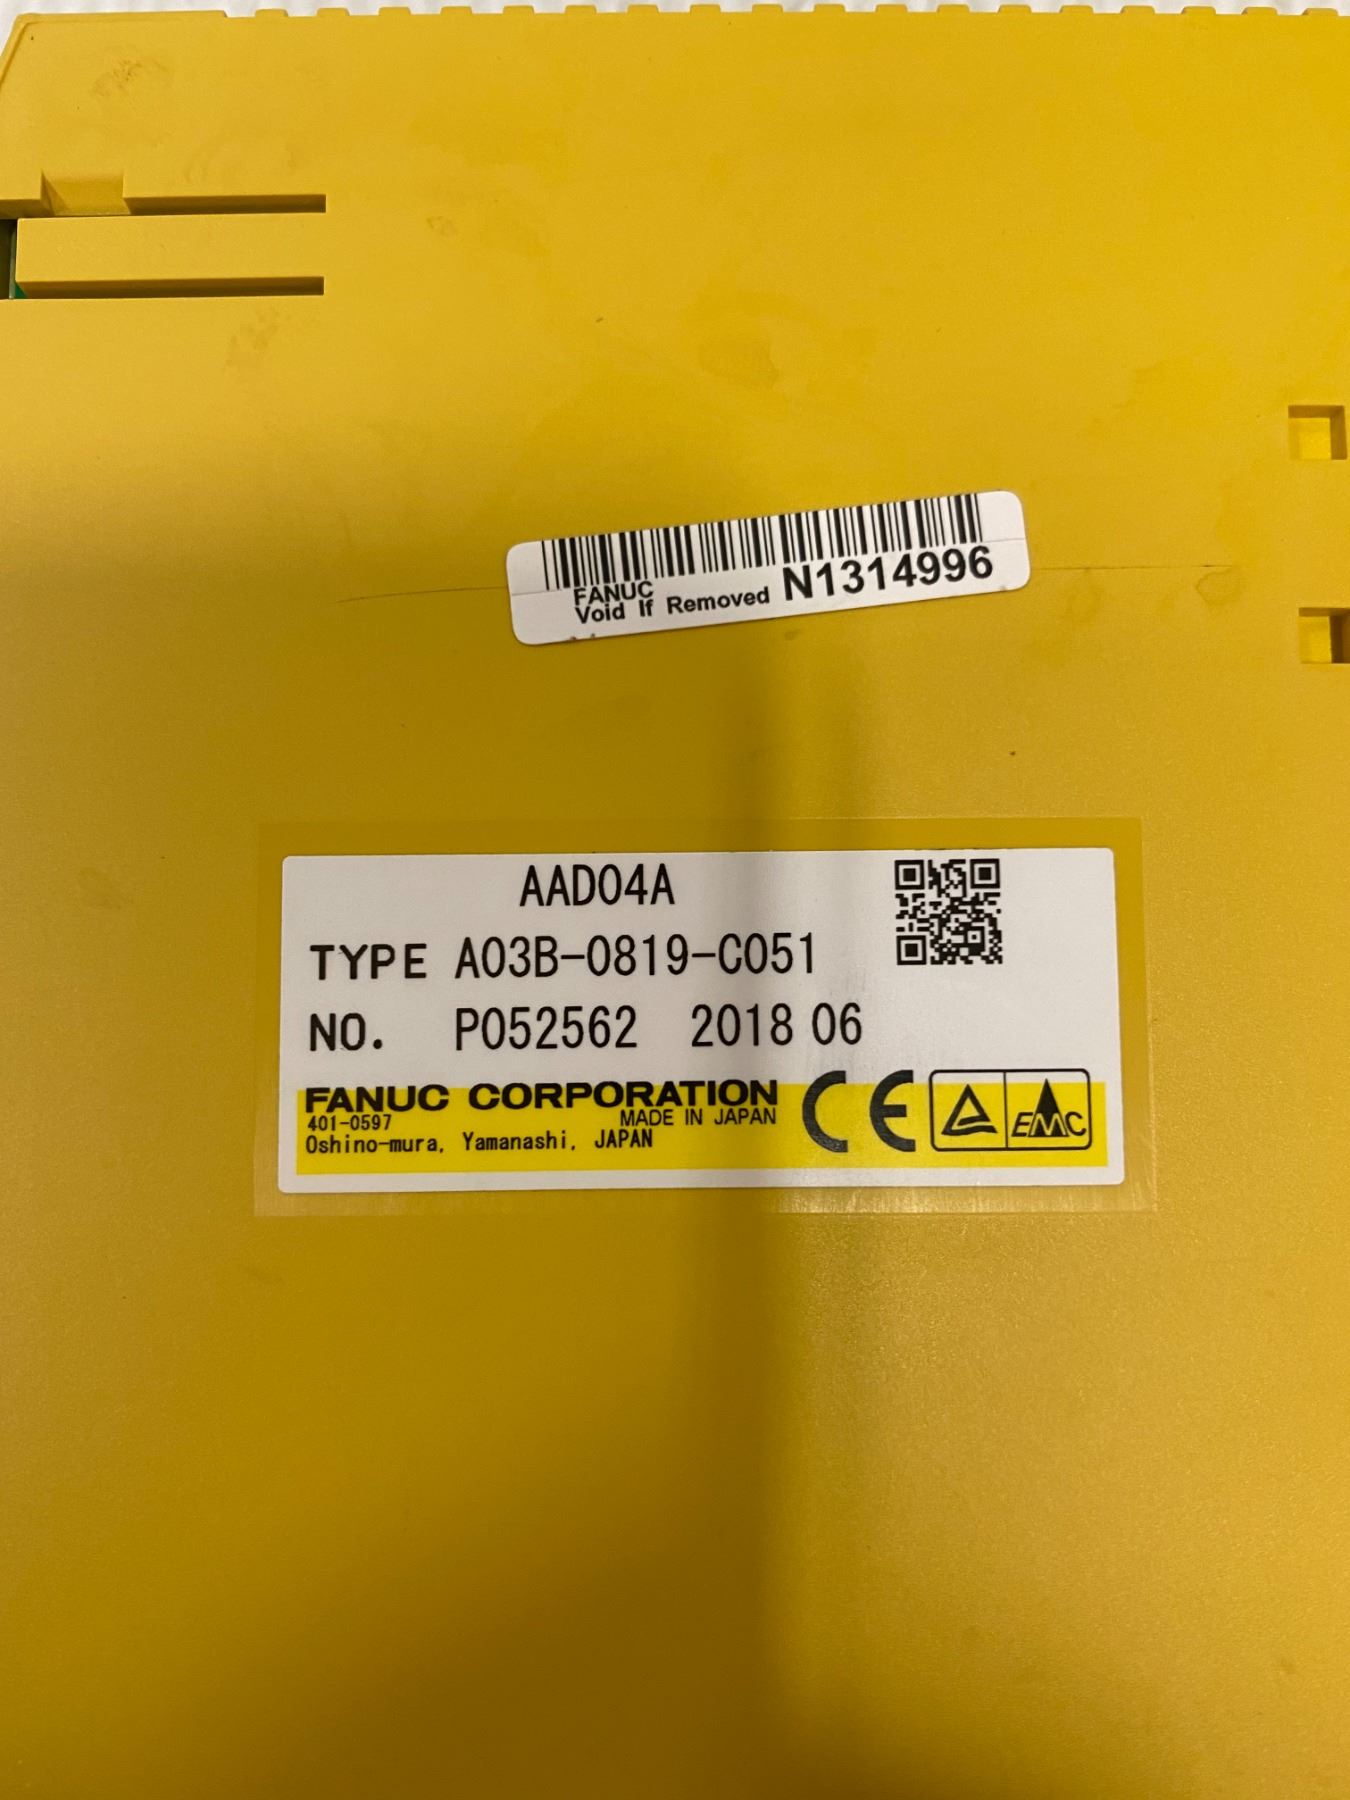 FANUC
Void If Removed N1314996
AAD04A
TYPE A03B-0819-C051
NO. P052562 2018 06
FANUC CORPORATION
401-0597 MADE IN JAPAN
Oshino-mura, Yamanashi, JAPAN
CE
EMC